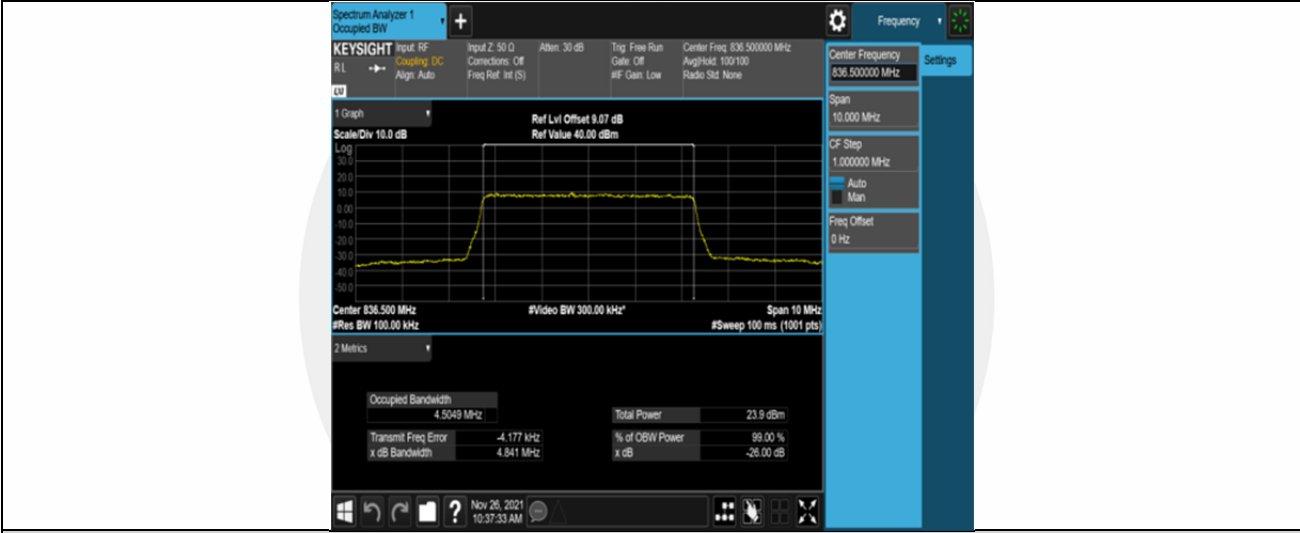 Spectrum Analyzer 1
Occupied BW
+
Frequency
KEYSIGHT
RL
LXI
Input: RF
Coupling: DC
Align: Auto
Input Z: 50 Ω
Corrections: Off
Freq Ref: Int (S)
Atten: 30 dB
Trig: Free Run
Gate: Off
#IF Gain: Low
Center Freq: 836.500000 MHz
Avg|Hold: 100/100
Radio Std: None
1 Graph
Scale/Div 10.0 dB
Ref Lvl Offset 9.07 dB
Ref Value 40.00 dBm
Log
30.0
20.0
10.0
0.00
-10.0
-20.0
-30.0
-40.0
-50.0
Center 836.500 MHz
#Video BW 300.00 kHz*
Span 10 MHz
#Res BW 100.00 kHz
#Sweep 100 ms (1001 pts)
2 Metrics
Occupied Bandwidth
4.5049 MHz
Total Power 23.9 dBm
Transmit Freq Error -4.177 kHz
% of OBW Power 99.00 %
x dB Bandwidth 4.841 MHz
x dB -26.00 dB
Center Frequency
836.500000 MHz
Settings
Span
10.000 MHz
CF Step
1.000000 MHz
Auto
Man
Freq Offset
0 Hz
?
Nov 26, 2021
10:37:33 AM